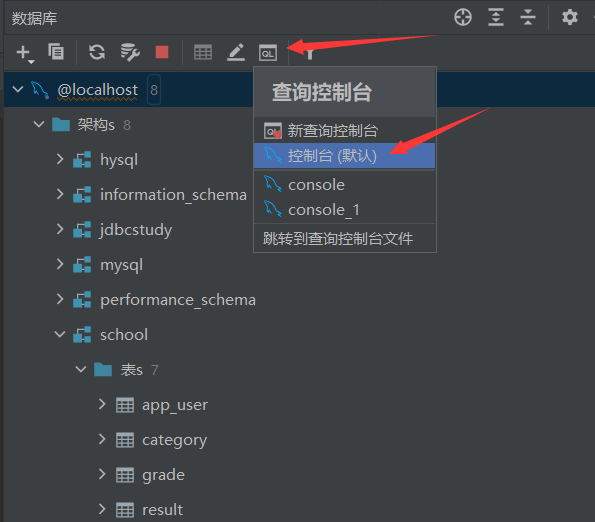 数据库
QL
@localhost 8
查询控制台
架构s 8
新查询控制台
hysql
控制台 (默认)
information_schema
console
jdbcstudy
console_1
mysql
跳转到查询控制台文件
performance_schema
school
表s 7
app_user
category
grade
result